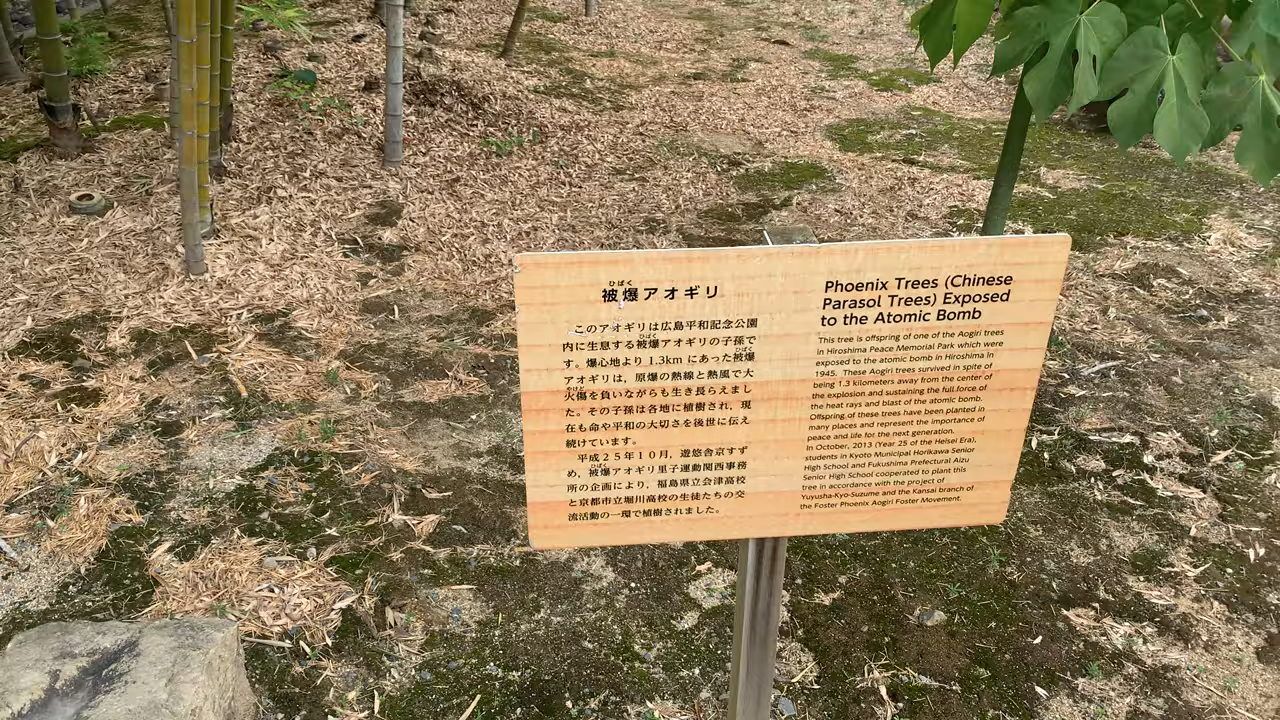 ひばく
被爆アオギリ
このアオギリは広島平和記念公園
内に生息する被爆アオギリの子孫で
す。爆心地より1.3kmにあった被爆
アオギリは，原爆の熱線と熱風で大
火傷を負いながらも生き長らえまし
た。その子孫は各地に植樹され，現
在も命や平和の大切さを後世に伝え
続けています。
平成２５年１０月，遊悠舎京すず
め，被爆アオギリ里子運動関西事務
所の企画により，福島県立会津高校
と京都市立堀川高校の生徒たちの交
流活動の一環で植樹されました。
Phoenix Trees (Chinese
Parasol Trees) Exposed
to the Atomic Bomb
This tree is offspring of one of the Aogiri trees
in Hiroshima Peace Memorial Park which were
exposed to the atomic bomb in Hiroshima in
1945. These Aogiri trees survived in spite of
being 1.3 kilometers away from the center of
the explosion and sustaining the full force of
the heat rays and blast of the atomic bomb.
Offspring of these trees have been planted in
many places and represent the importance of
peace and life for the next generation.
In October, 2013 (Year 25 of the Heisei Era),
students in Kyoto Municipal Horikawa Senior
High School and Fukushima Prefectural Aizu
Senior High School cooperated to plant this
tree in accordance with the project of
Yuyusha-Kyo-Suzume and the Kansai branch of
the Foster Phoenix Aogiri Foster Movement.